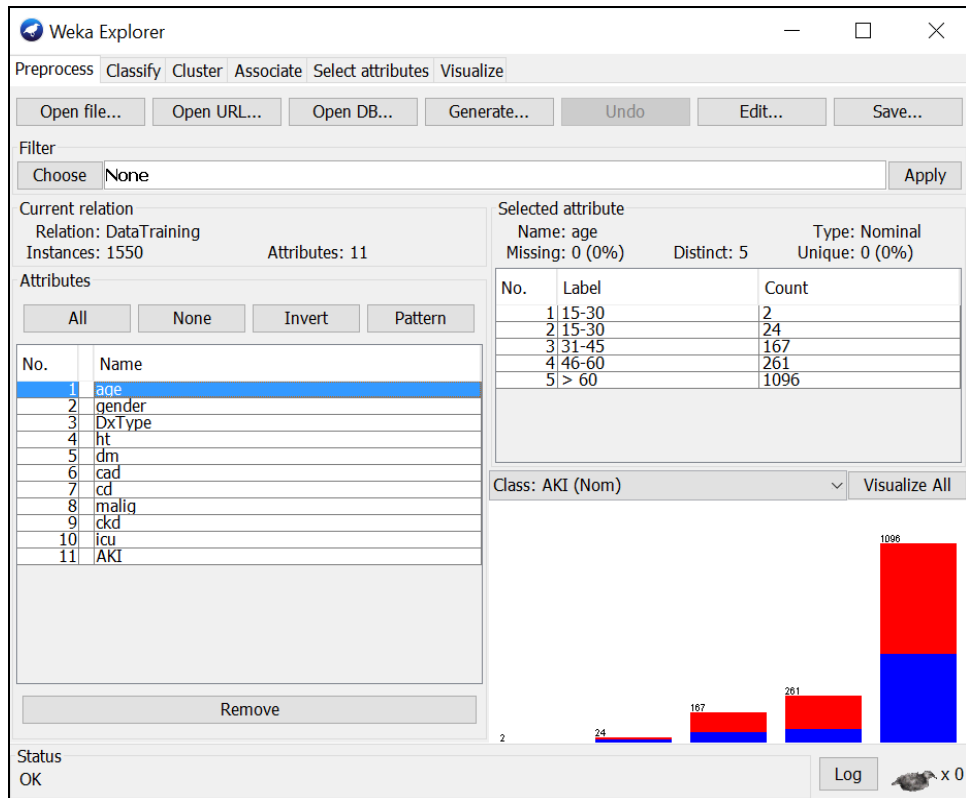 Weka Explorer
Preprocess Classify Cluster Associate Select attributes Visualize
Open file... Open URL... Open DB... Generate... Undo Edit... Save...
Filter
Choose None Apply
Current relation
Relation: DataTraining
Instances: 1550 Attributes: 11
Attributes
All None Invert Pattern
No. Name
1 age
2 gender
3 DxType
4 ht
5 dm
6 cad
7 cd
8 malig
9 ckd
10 icu
11 AKI
Remove
Selected attribute
Name: age Type: Nominal
Missing: 0 (0%) Distinct: 5 Unique: 0 (0%)
No. Label Count
1 15-30 2
2 15-30 24
3 31-45 167
4 46-60 261
5 > 60 1096
Class: AKI (Nom) Visualize All
1096
261
167
24
2
Status
OK
Log x 0